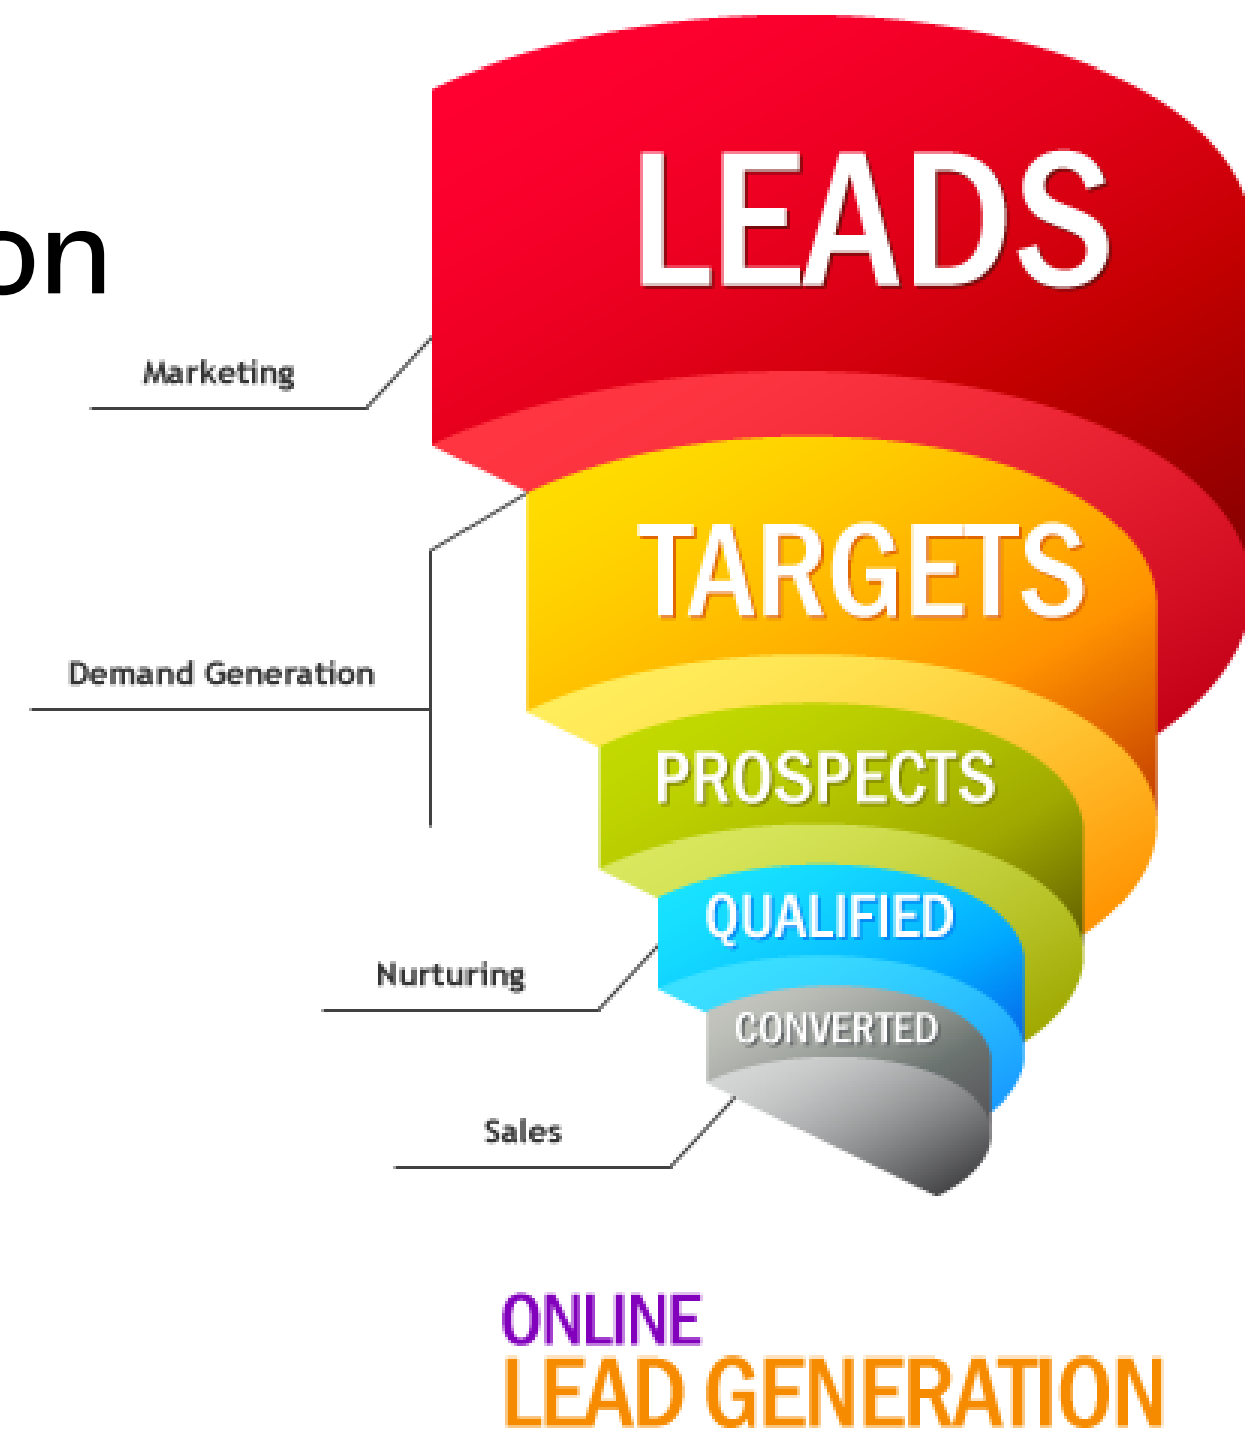 LEADS
on
Marketing
TARGETS
Demand Generation
PROSPECTS
QUALIFIED
Nurturing
CONVERTED
Sales
ONLINE
LEAD GENERATION